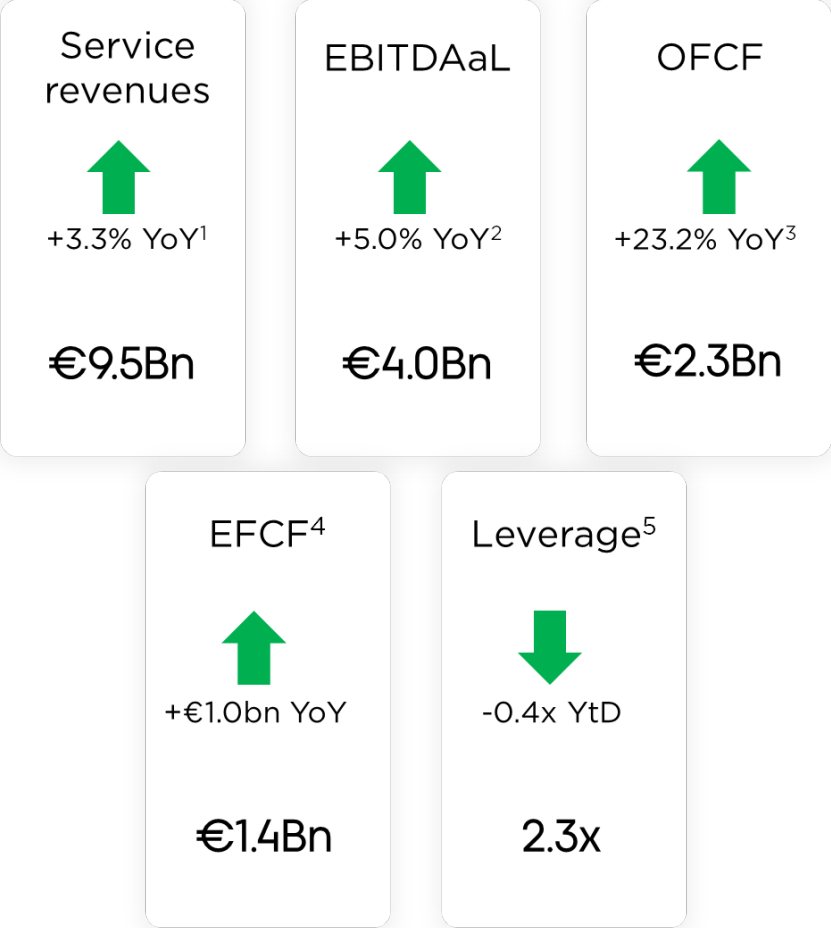 Service
revenues
+3.3% YoY¹
€9.5Bn
EBITDAaL
+5.0% YoY²
€4.0Bn
OFCF
+23.2% YoY³
€2.3Bn
EFCF⁴
+€1.0bn YoY
€1.4Bn
Leverage⁵
-0.4x YtD
2.3x